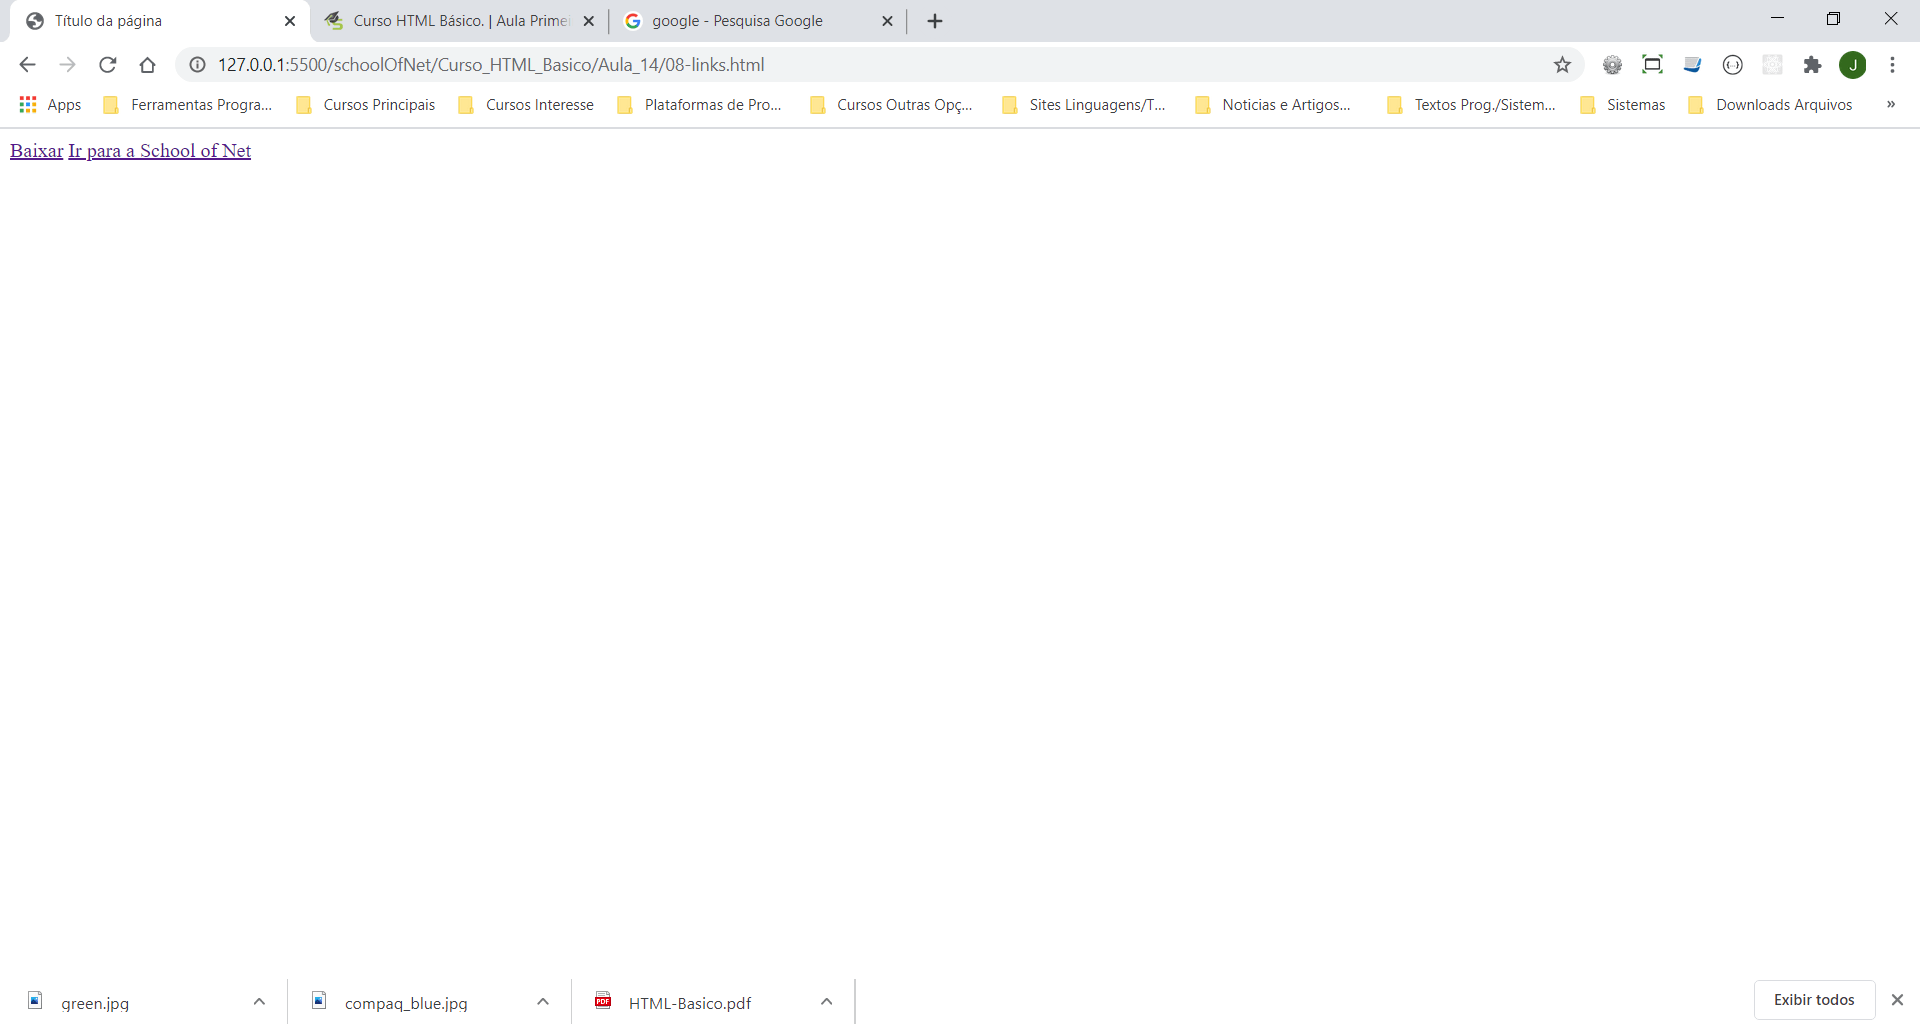 Título da página
Curso HTML Básico. | Aula Primei
google - Pesquisa Google
127.0.0.1:5500/schoolOfNet/Curso_HTML_Basico/Aula_14/08-links.html
J
Apps Ferramentas Progra... Cursos Principais Cursos Interesse Plataformas de Pro... Cursos Outras Opç... Sites Linguagens/T... Noticias e Artigos... Textos Prog./Sistem... Sistemas Downloads Arquivos »
Baixar Ir para a School of Net
green.jpg
compaq_blue.jpg
PDF HTML-Basico.pdf
Exibir todos